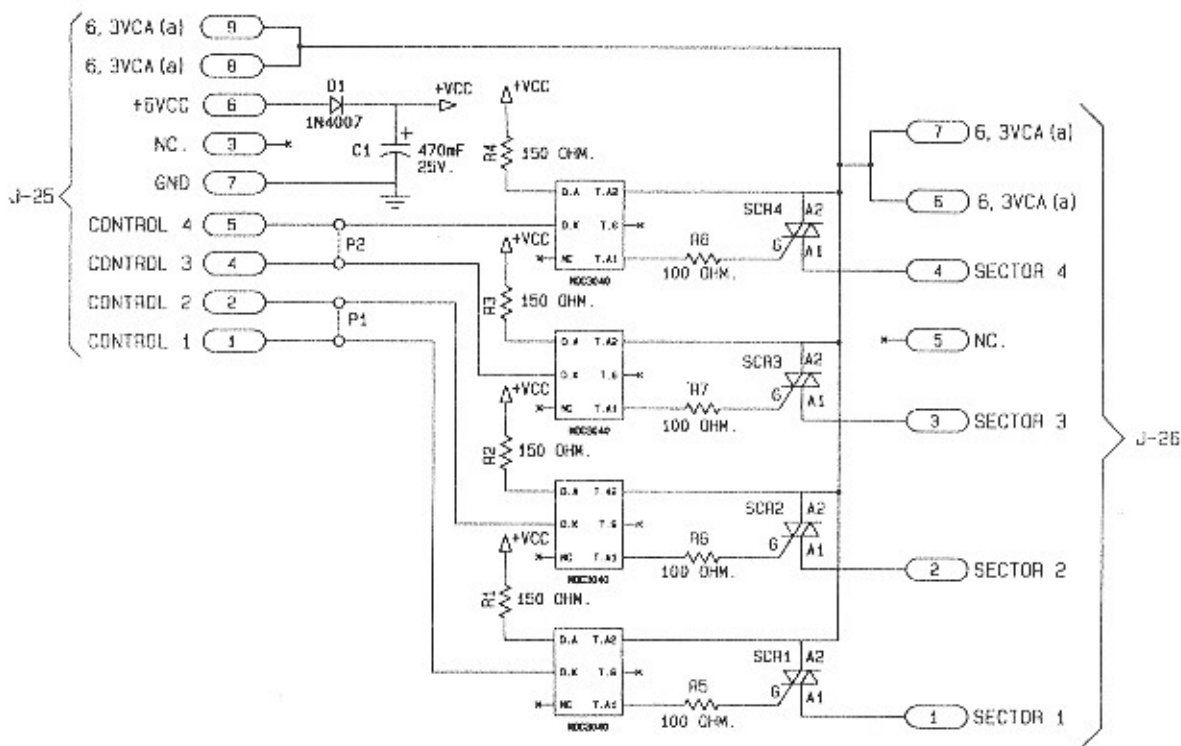 6, 3VCA (a) 9
6, 3VCA (a) 8
+5VCC 6
NC. 3
GND 7
J-25
CONTROL 4 5
CONTROL 3 4
CONTROL 2 2
CONTROL 1 1
D1
1N4007
+VCC
C1
+
470mF
25V.
P2
P1
+VCC
R4 150 OHM.
D.A T.A2
D.K T.G
NC T.A1
MOC3040
R8
100 OHM.
SCR4 A2
G A1
+VCC
R3 150 OHM.
D.A T.A2
D.K T.G
NC T.A1
MOC3040
R7
100 OHM.
SCR3 A2
G A1
+VCC
R2 150 OHM.
D.A T.A2
D.K T.G
NC T.A1
MOC3040
R6
100 OHM.
SCR2 A2
G A1
+VCC
R1 150 OHM.
D.A T.A2
D.K T.G
NC T.A1
MOC3040
R5
100 OHM.
SCR1 A2
G A1
7 6, 3VCA (a)
6 6, 3VCA (a)
4 SECTOR 4
5 NC.
3 SECTOR 3
J-26
2 SECTOR 2
1 SECTOR 1